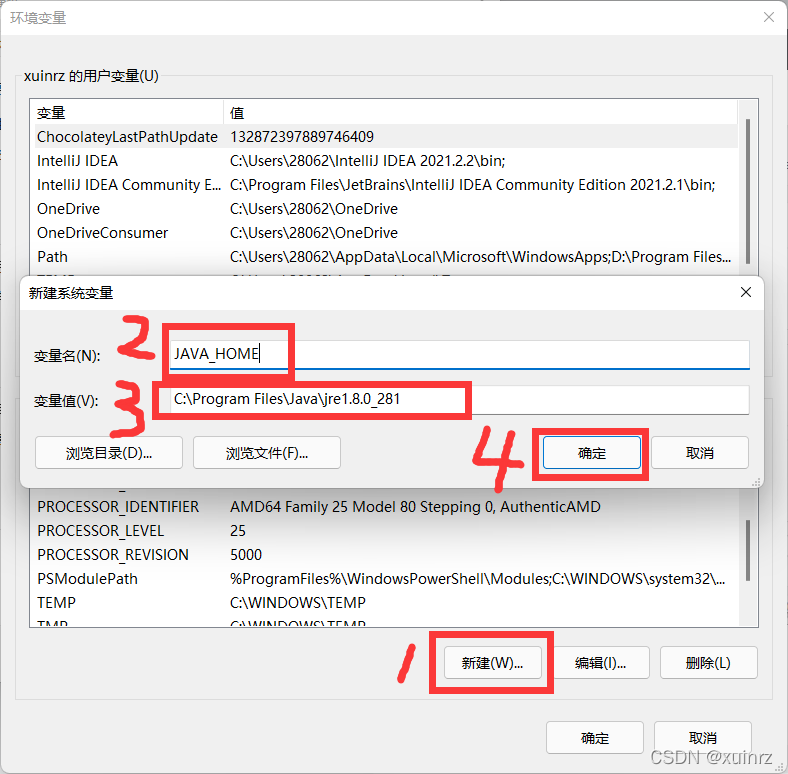 环境变量
xuinrz 的用户变量(U)
变量 值
ChocolateyLastPathUpdate 132872397889746409
IntelliJ IDEA C:\Users\28062\IntelliJ IDEA 2021.2.2\bin;
IntelliJ IDEA Community E... C:\Program Files\JetBrains\IntelliJ IDEA Community Edition 2021.2.1\bin;
OneDrive C:\Users\28062\OneDrive
OneDriveConsumer C:\Users\28062\OneDrive
Path C:\Users\28062\AppData\Local\Microsoft\WindowsApps;D:\Program Files...
新建系统变量
变量名(N): 2 JAVA_HOME
变量值(V): 3 C:\Program Files\Java\jre1.8.0_281
浏览目录(D)... 浏览文件(F)... 4 确定 取消
PROCESSOR_IDENTIFIER AMD64 Family 25 Model 80 Stepping 0, AuthenticAMD
PROCESSOR_LEVEL 25
PROCESSOR_REVISION 5000
PSModulePath %ProgramFiles%\WindowsPowerShell\Modules;C:\WINDOWS\system32\...
TEMP C:\WINDOWS\TEMP
TMP C:\WINDOWS\TEMP
1 新建(W)... 编辑(I)... 删除(L)
确定 取消
CSDN @xuinrz